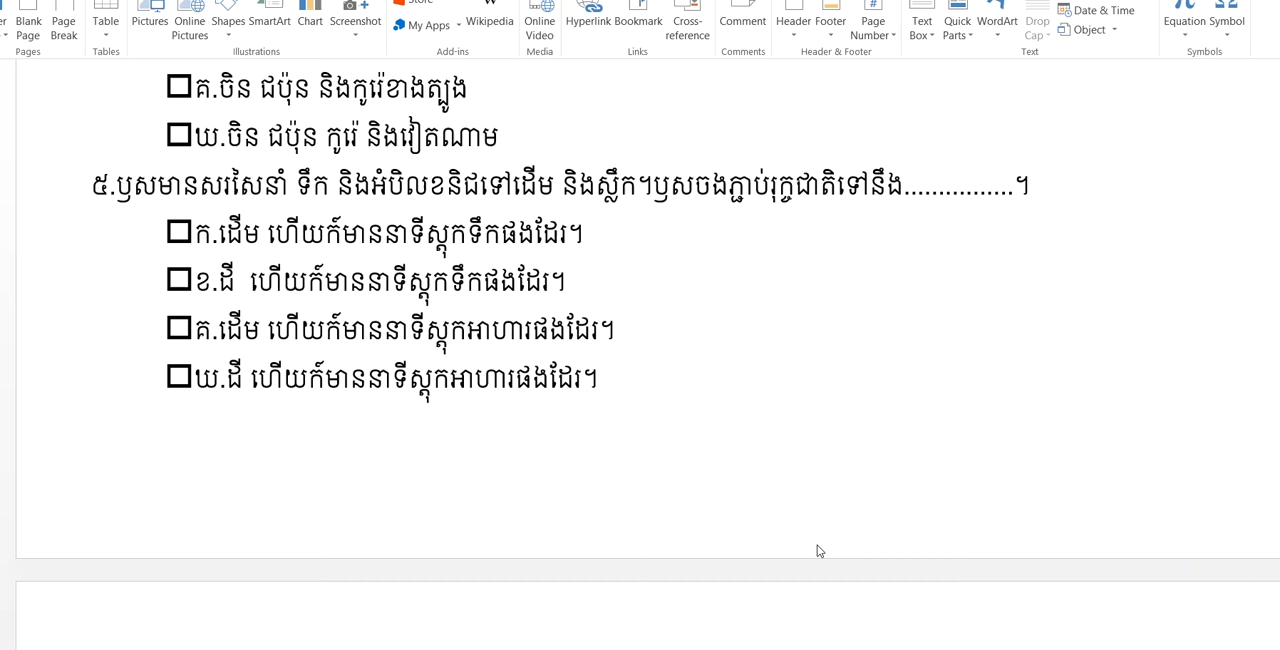 Blank Page Table Pictures Online Shapes SmartArt Chart Screenshot Store My Apps Wikipedia Online Hyperlink Bookmark Cross- Comment Header Footer Page Text Quick WordArt Drop Date & Time Equation Symbol
Page Break Pictures Video reference Number Box Parts Cap Object
Pages Tables Illustrations Add-ins Media Links Comments Header & Footer Text Symbols
គ.ចិន ជប៉ុន និងកូរ៉េខាងត្បូង
ឃ.ចិន ជប៉ុន កូរ៉េ និងវៀតណាម
៥.ឫសមានសរសៃនាំ ទឹក និងអំបិលខនិជទៅដើម និងស្លឹក។ឫសចងភ្ជាប់រុក្ខជាតិទៅនឹង................។
ក.ដើម ហើយក៍មាននាទីស្តុកទឹកផងដែរ។
ខ.ដី ហើយក៍មាននាទីស្តុកទឹកផងដែរ។
គ.ដើម ហើយក៍មាននាទីស្តុកអាហារផងដែរ។
ឃ.ដី ហើយក៍មាននាទីស្តុកអាហារផងដែរ។